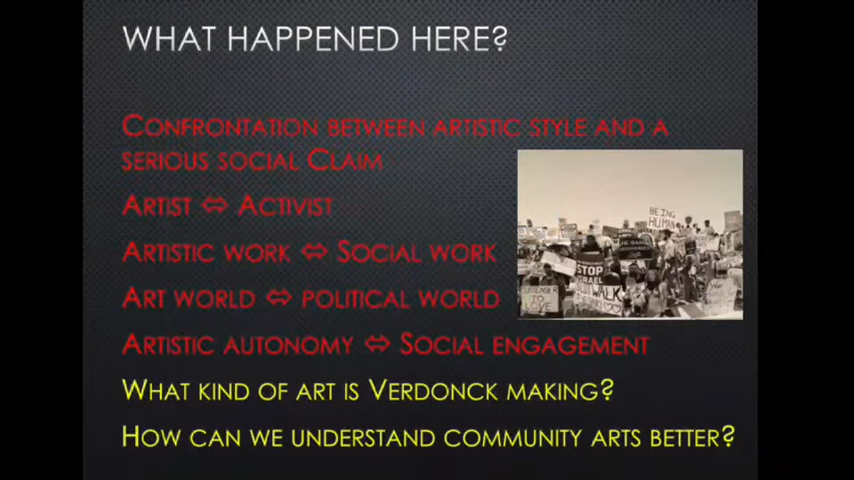 WHAT HAPPENED HERE?
CONFRONTATION BETWEEN ARTISTIC STYLE AND A
SERIOUS SOCIAL CLAIM
ARTIST ⇔ ACTIVIST
ARTISTIC WORK ⇔ SOCIAL WORK
ART WORLD ⇔ POLITICAL WORLD
ARTISTIC AUTONOMY ⇔ SOCIAL ENGAGEMENT
WHAT KIND OF ART IS VERDONCK MAKING?
HOW CAN WE UNDERSTAND COMMUNITY ARTS BETTER?
BEING
HUMAN
STOP
ISRAEL
WALK